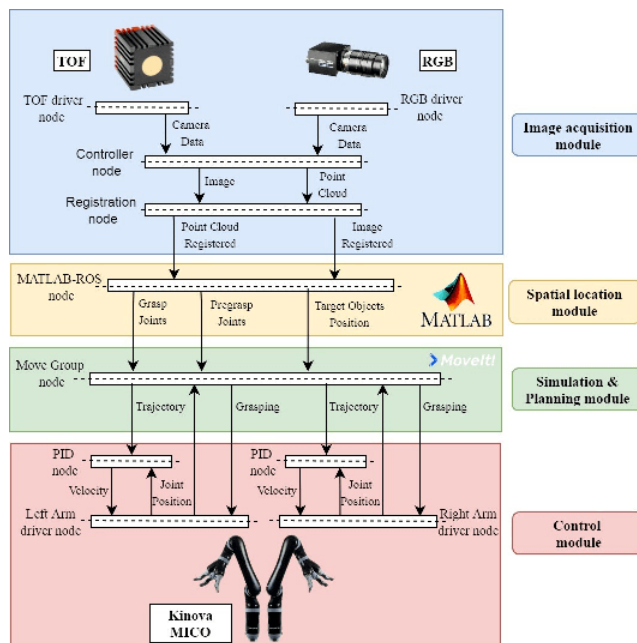 TOF
RGB
TOF driver
node
RGB driver
node
Camera
Data
Camera
Data
Controller
node
Image
Point
Cloud
Registration
node
Point Cloud
Registered
Image
Registered
Image acquisition
module
MATLAB-ROS
node
Grasp
Joints
Pregrasp
Joints
Target Objects
Position
MATLAB
Spatial location
module
Move Group
node
MoveIt!
Trajectory
Grasping
Trajectory
Grasping
Simulation &
Planning module
PID
node
PID
node
Velocity
Joint
Position
Velocity
Joint
Position
Left Arm
driver node
Right Arm
driver node
Control
module
Kinova
MICO